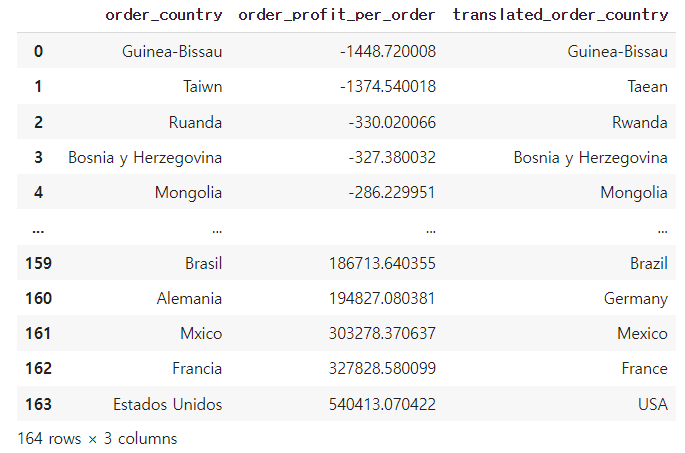 order_country order_profit_per_order translated_order_country
0 Guinea-Bissau -1448.720008 Guinea-Bissau
1 Taiwn -1374.540018 Taean
2 Ruanda -330.020066 Rwanda
3 Bosnia y Herzegovina -327.380032 Bosnia y Herzegovina
4 Mongolia -286.229951 Mongolia
... ... ... ...
159 Brasil 186713.640355 Brazil
160 Alemania 194827.080381 Germany
161 Mxico 303278.370637 Mexico
162 Francia 327828.580099 France
163 Estados Unidos 540413.070422 USA
164 rows × 3 columns